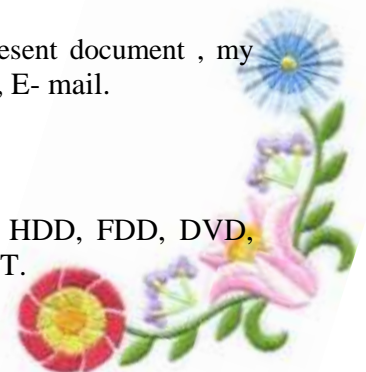 esent document , my
, E- mail.
HDD, FDD, DVD,
T.